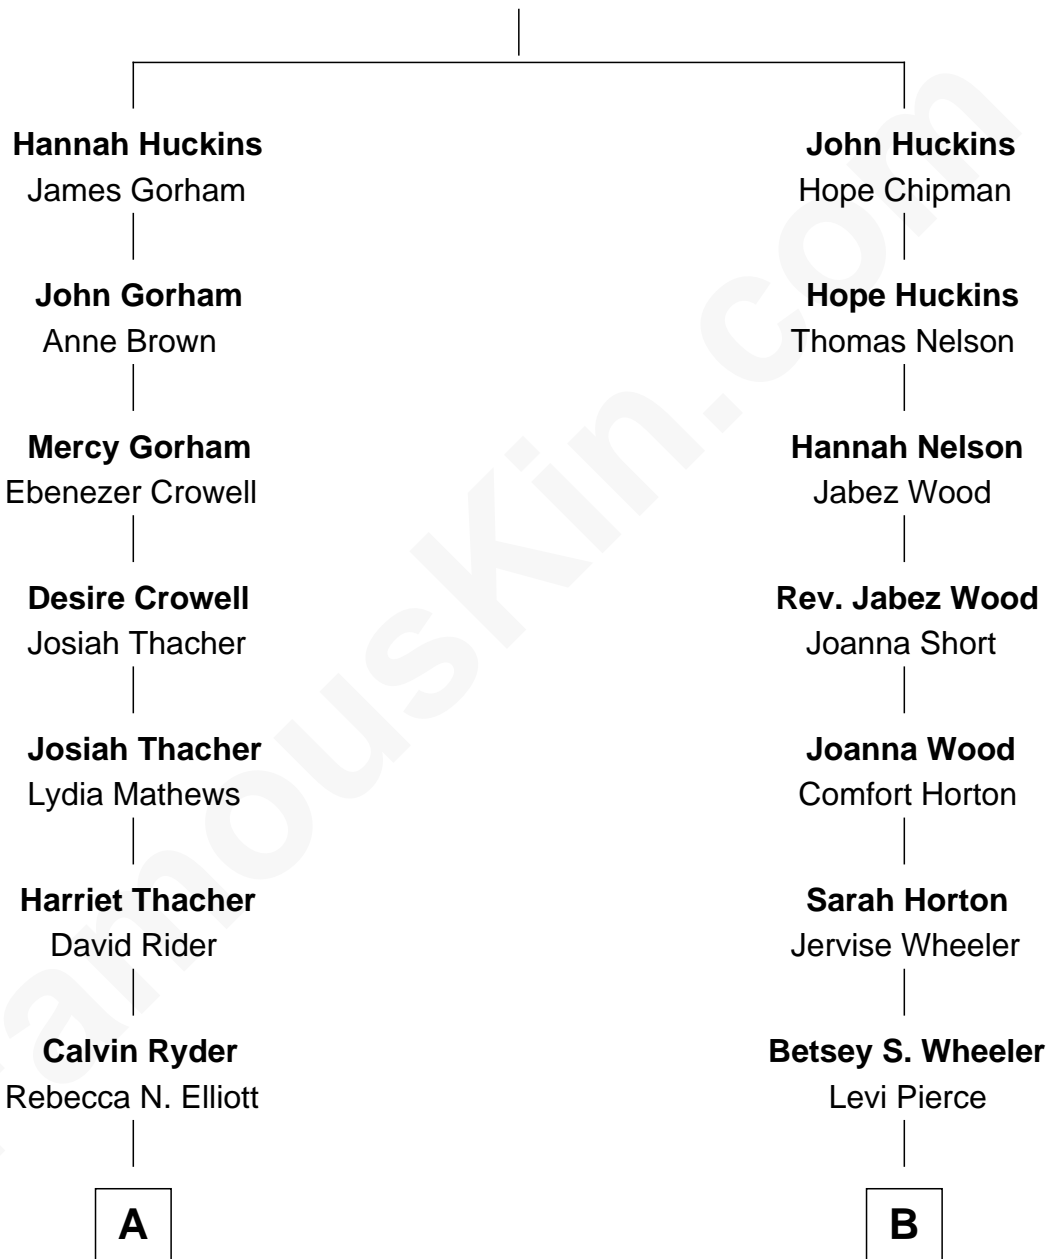 Hannah Huckins
James Gorham
John Gorham
Anne Brown
Mercy Gorham
Ebenezer Crowell
Desire Crowell
Josiah Thacher
Josiah Thacher
Lydia Mathews
Harriet Thacher
David Rider
Calvin Ryder
Rebecca N. Elliott
A
John Huckins
Hope Chipman
Hope Huckins
Thomas Nelson
Hannah Nelson
Jabez Wood
Rev. Jabez Wood
Joanna Short
Joanna Wood
Comfort Horton
Sarah Horton
Jervise Wheeler
Betsey S. Wheeler
Levi Pierce
B
FamousKin.com